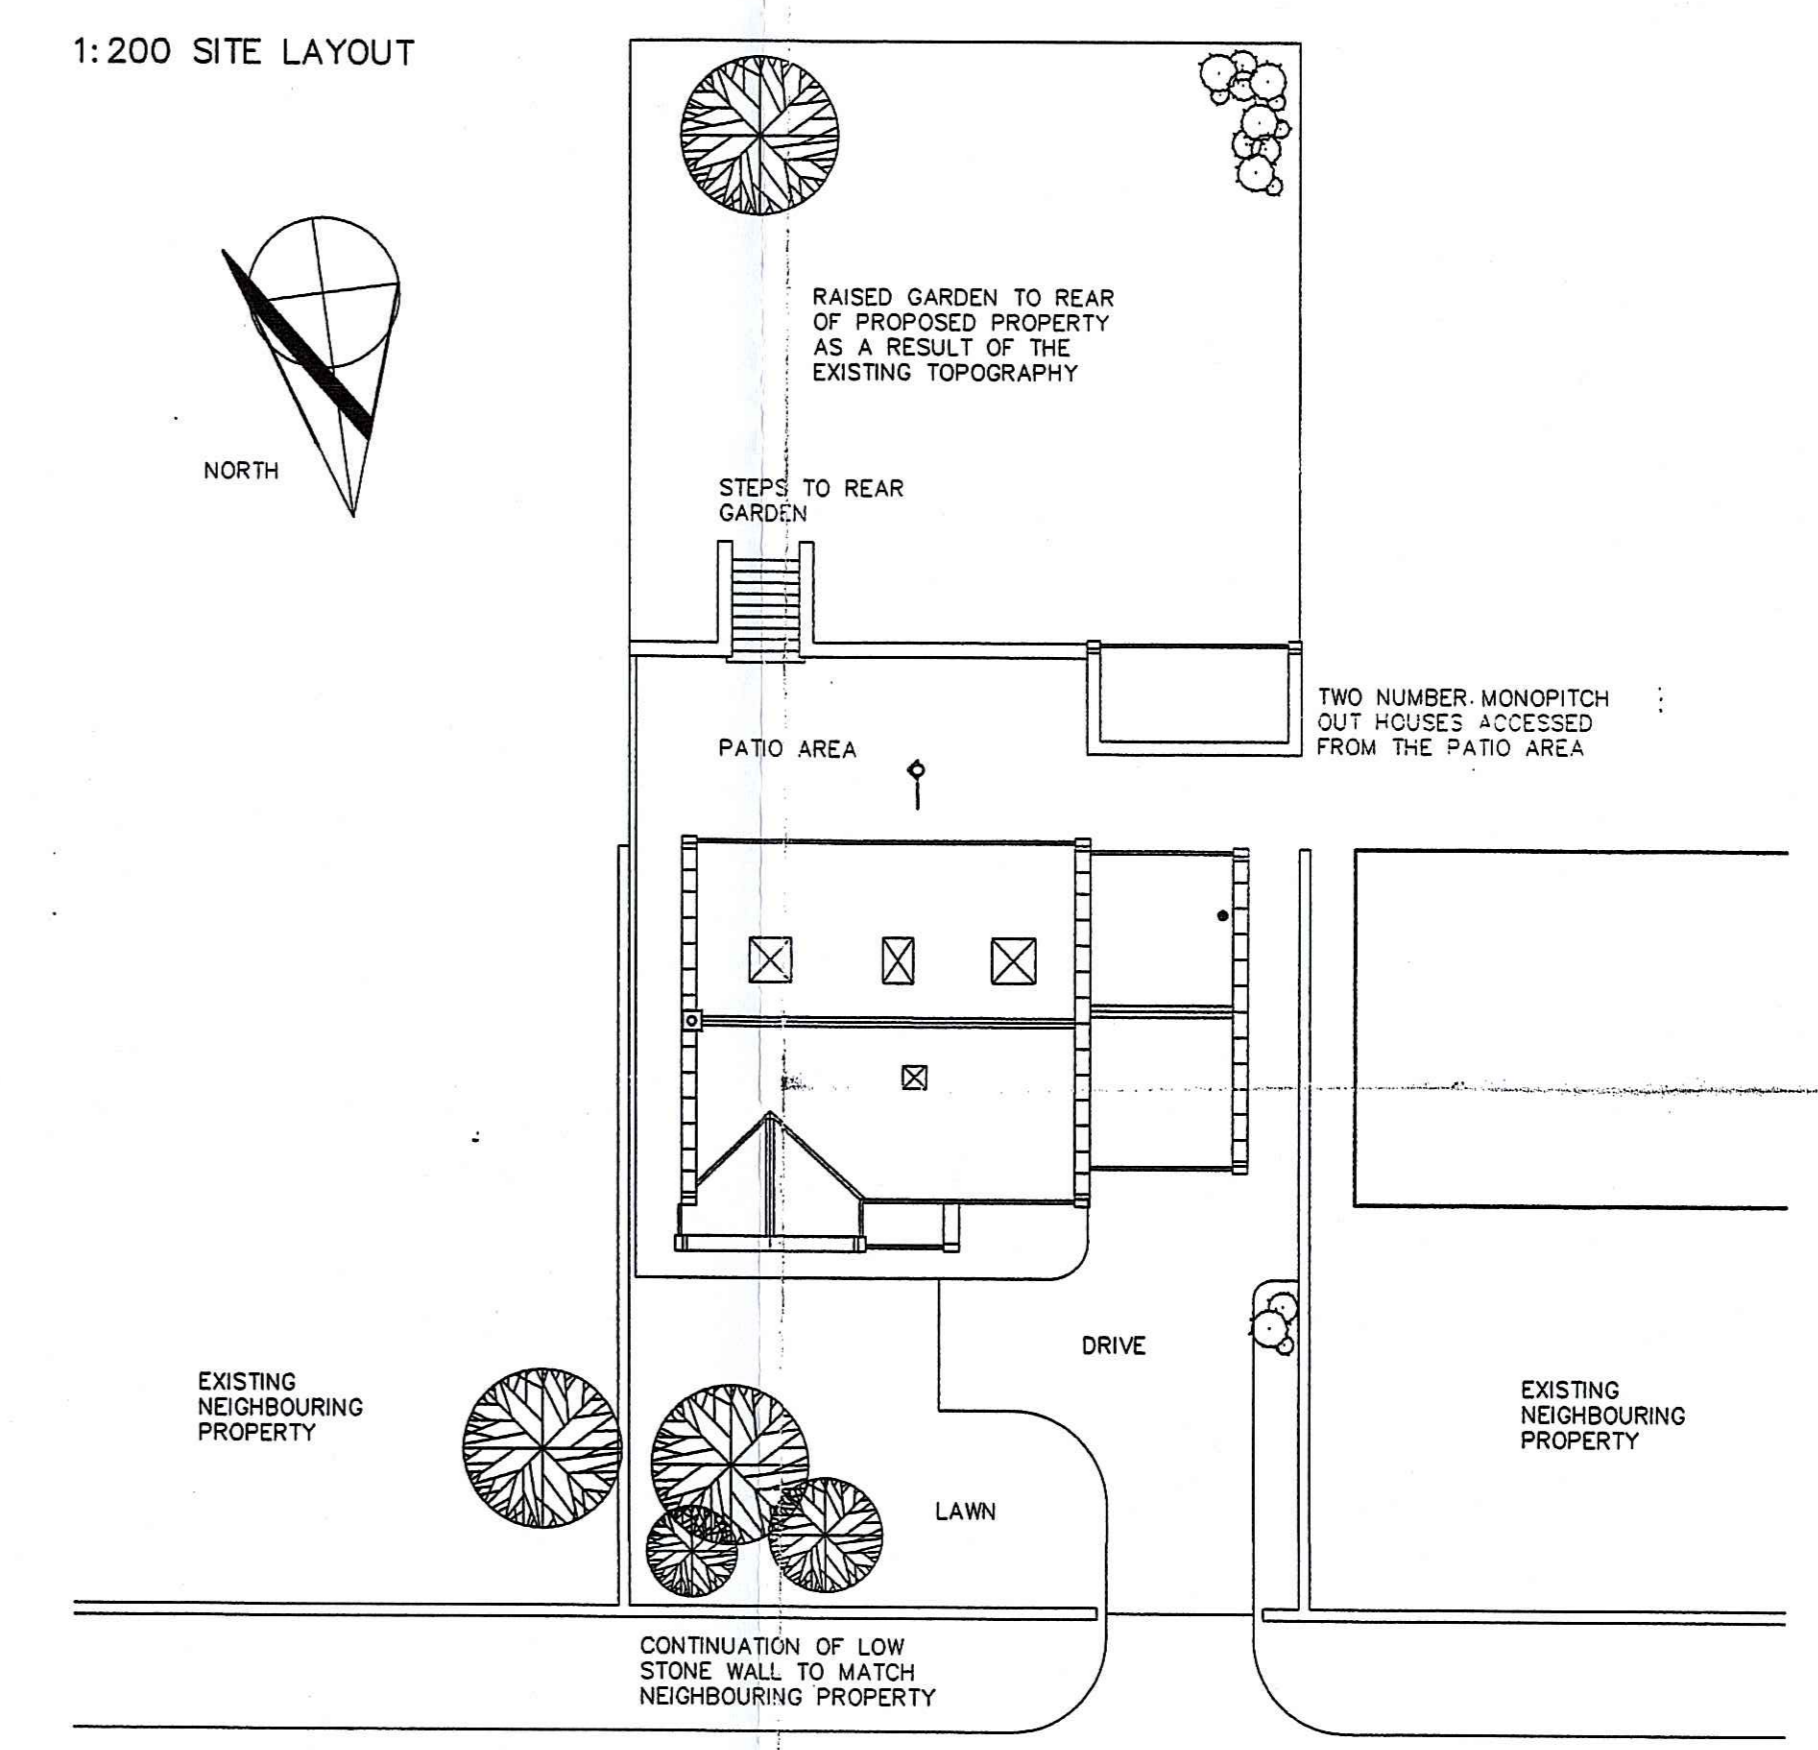 1:200 SITE LAYOUT
RAISED GARDEN TO REAR
OF PROPOSED PROPERTY
AS A RESULT OF THE
EXISTING TOPOGRAPHY
NORTH
STEPS TO REAR
GARDEN
TWO NUMBER MONOPITCH
OUT HOUSES ACCESSED
FROM THE PATIO AREA
PATIO AREA
DRIVE
EXISTING
NEIGHBOURING
PROPERTY
EXISTING
NEIGHBOURING
PROPERTY
LAWN
CONTINUATION OF LOW
STONE WALL TO MATCH
NEIGHBOURING PROPERTY